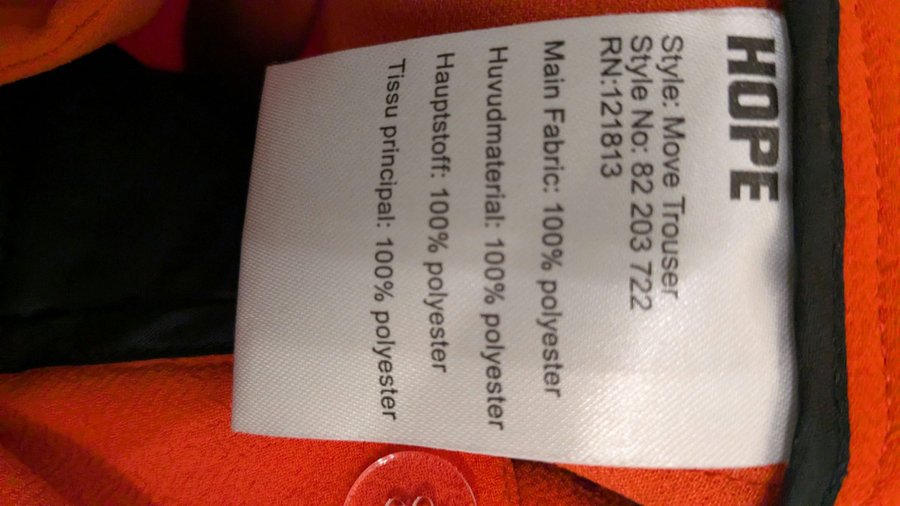 HOPE
Style: Move Trouser
Style No: 82 203 722
RN:121813
Main Fabric: 100% polyester
Huvudmaterial: 100% polyester
Hauptstoff: 100% polyester
Tissu principal: 100% polyester